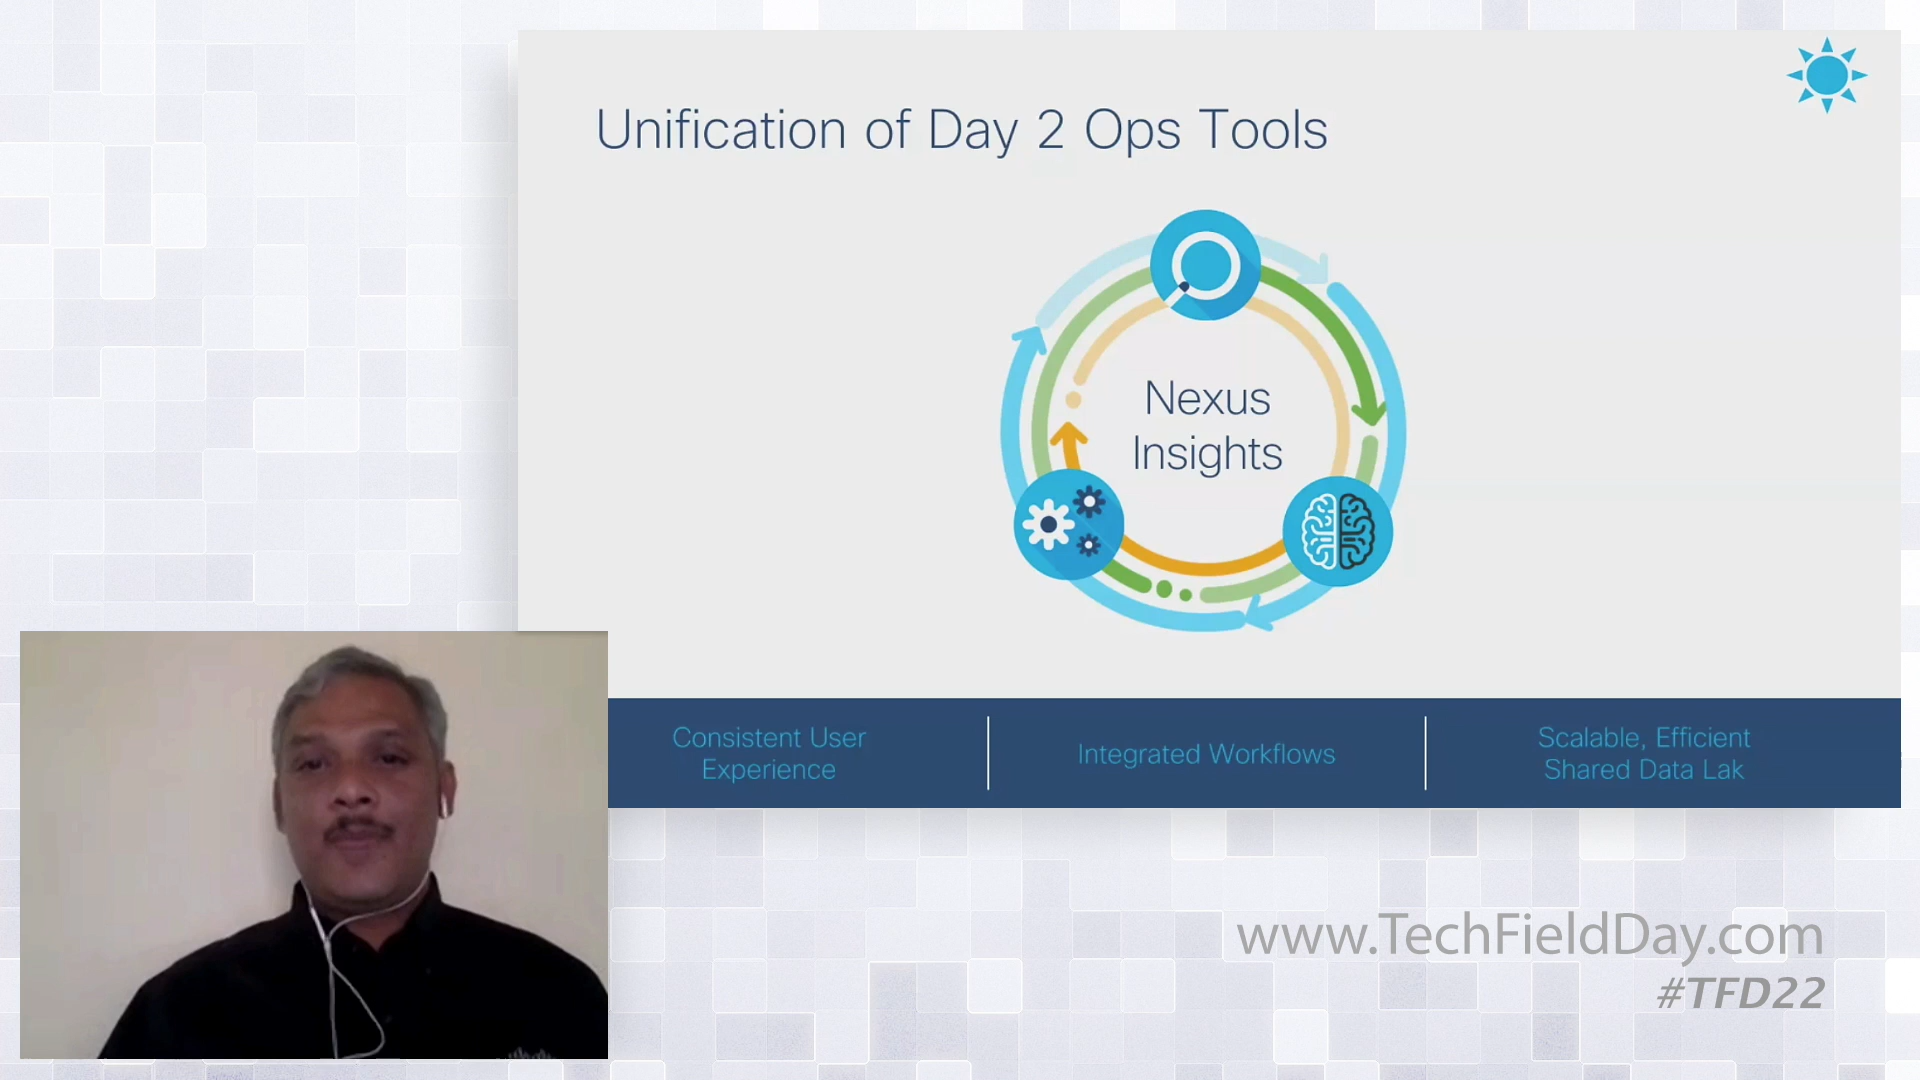 Unification of Day 2 Ops Tools
Nexus
Insights
Consistent User
Experience
Integrated Workflows
Scalable, Efficient
Shared Data Lak
www.TechFieldDay.com
#TFD22